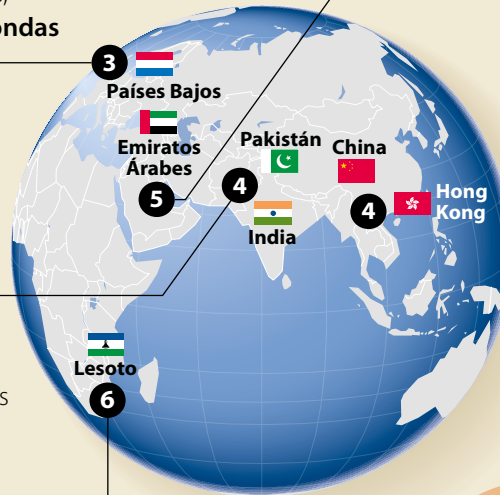 ondas
3
Países Bajos
Emiratos
Árabes
5
Pakistán
China
4
4
Hong
Kong
India
Lesoto
6
s